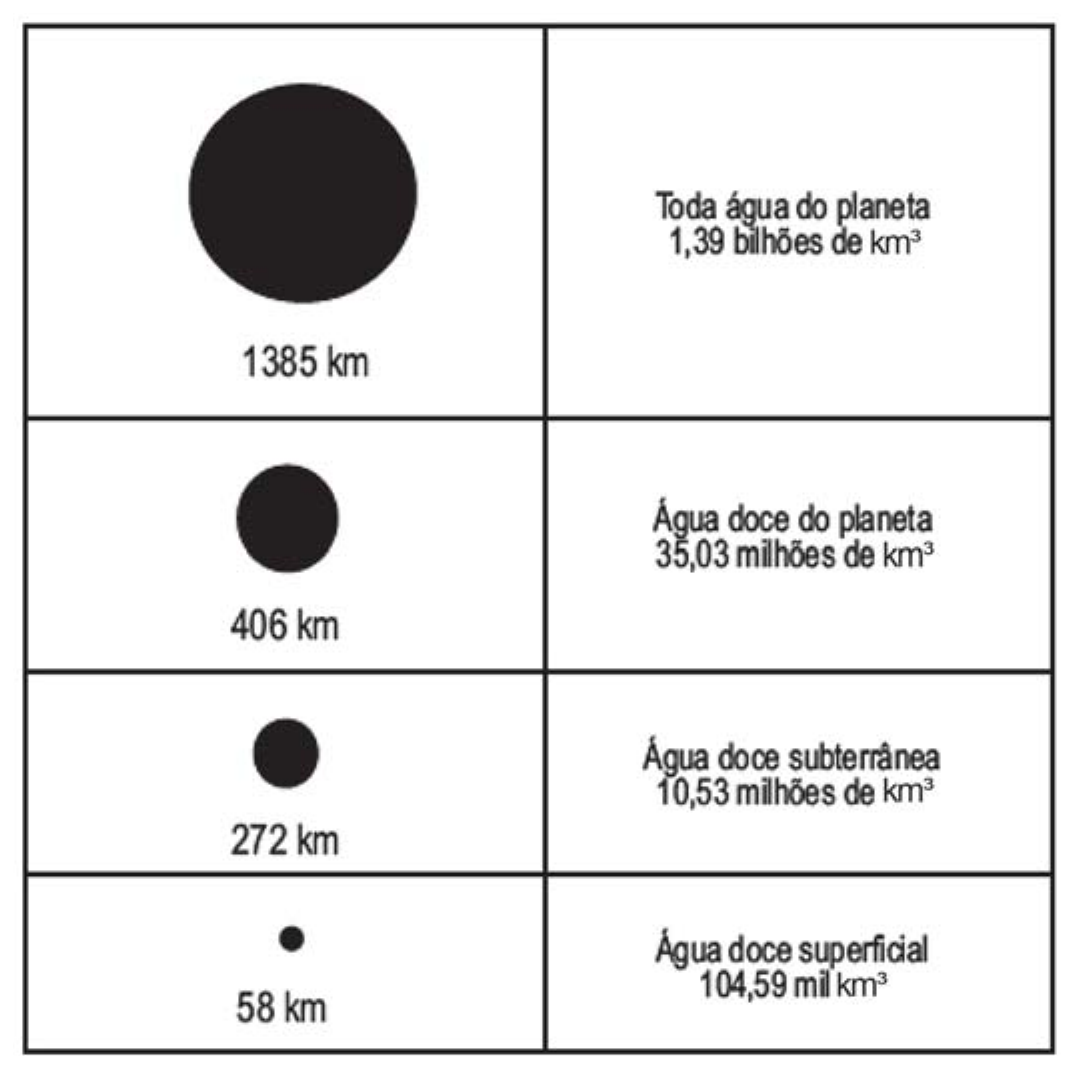 1385 km
Toda água do planeta
1,39 bilhões de km³
406 km
Água doce do planeta
35,03 milhões de km³
272 km
Água doce subterrânea
10,53 milhões de km³
58 km
Água doce superficial
104,59 mil km³